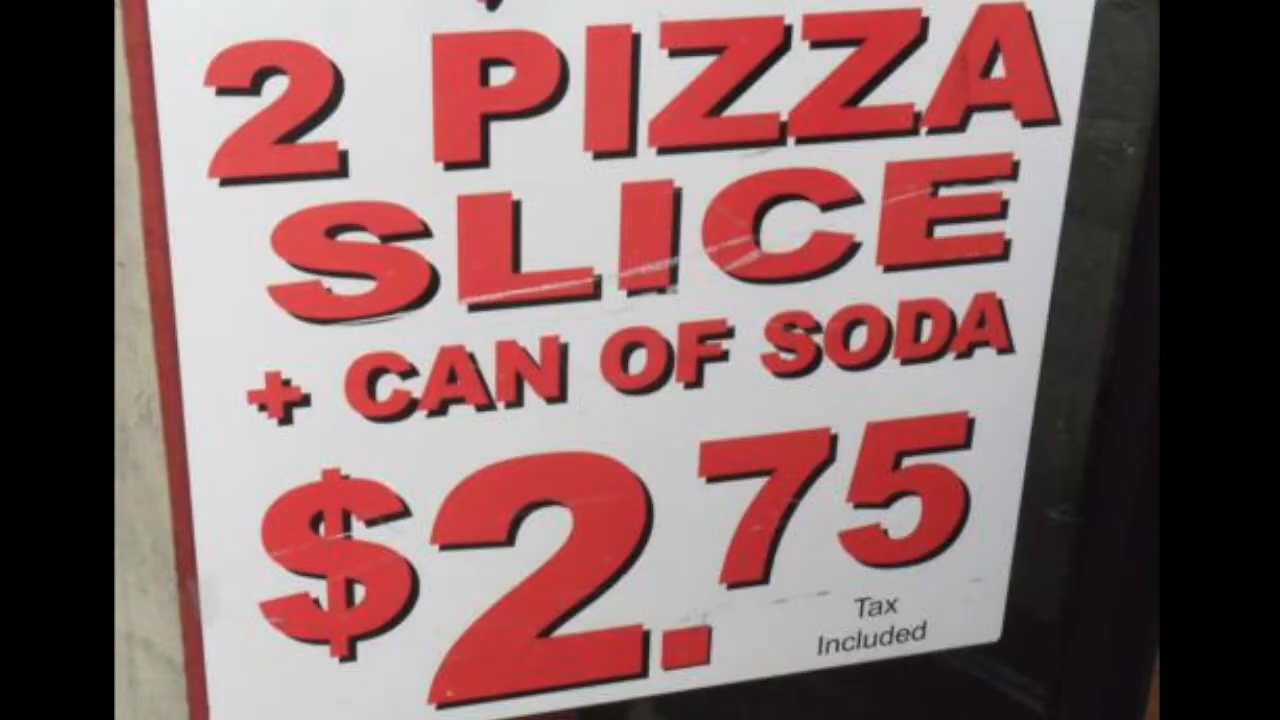 2 PIZZA
SLICE
+ CAN OF SODA
$2.75
Tax
Included